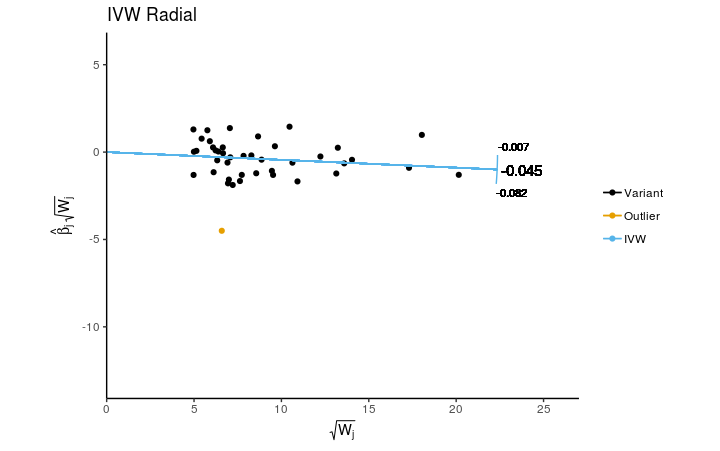 IVW Radial
5
0
-5
-10
β̂j√Wj
-0.007
-0.045
-0.082
Variant
Outlier
IVW
0 5 10 15 20 25
√Wj